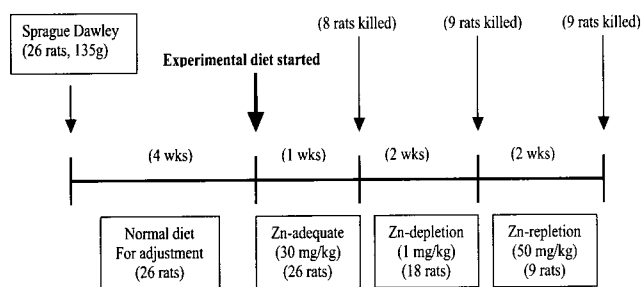 Sprague Dawley
(26 rats, 135g)
Experimental diet started
(8 rats killed)
(9 rats killed)
(9 rats killed)
(4 wks)
(1 wks)
(2 wks)
(2 wks)
Normal diet
For adjustment
(26 rats)
Zn-adequate
(30 mg/kg)
(26 rats)
Zn-depletion
(1 mg/kg)
(18 rats)
Zn-repletion
(50 mg/kg)
(9 rats)